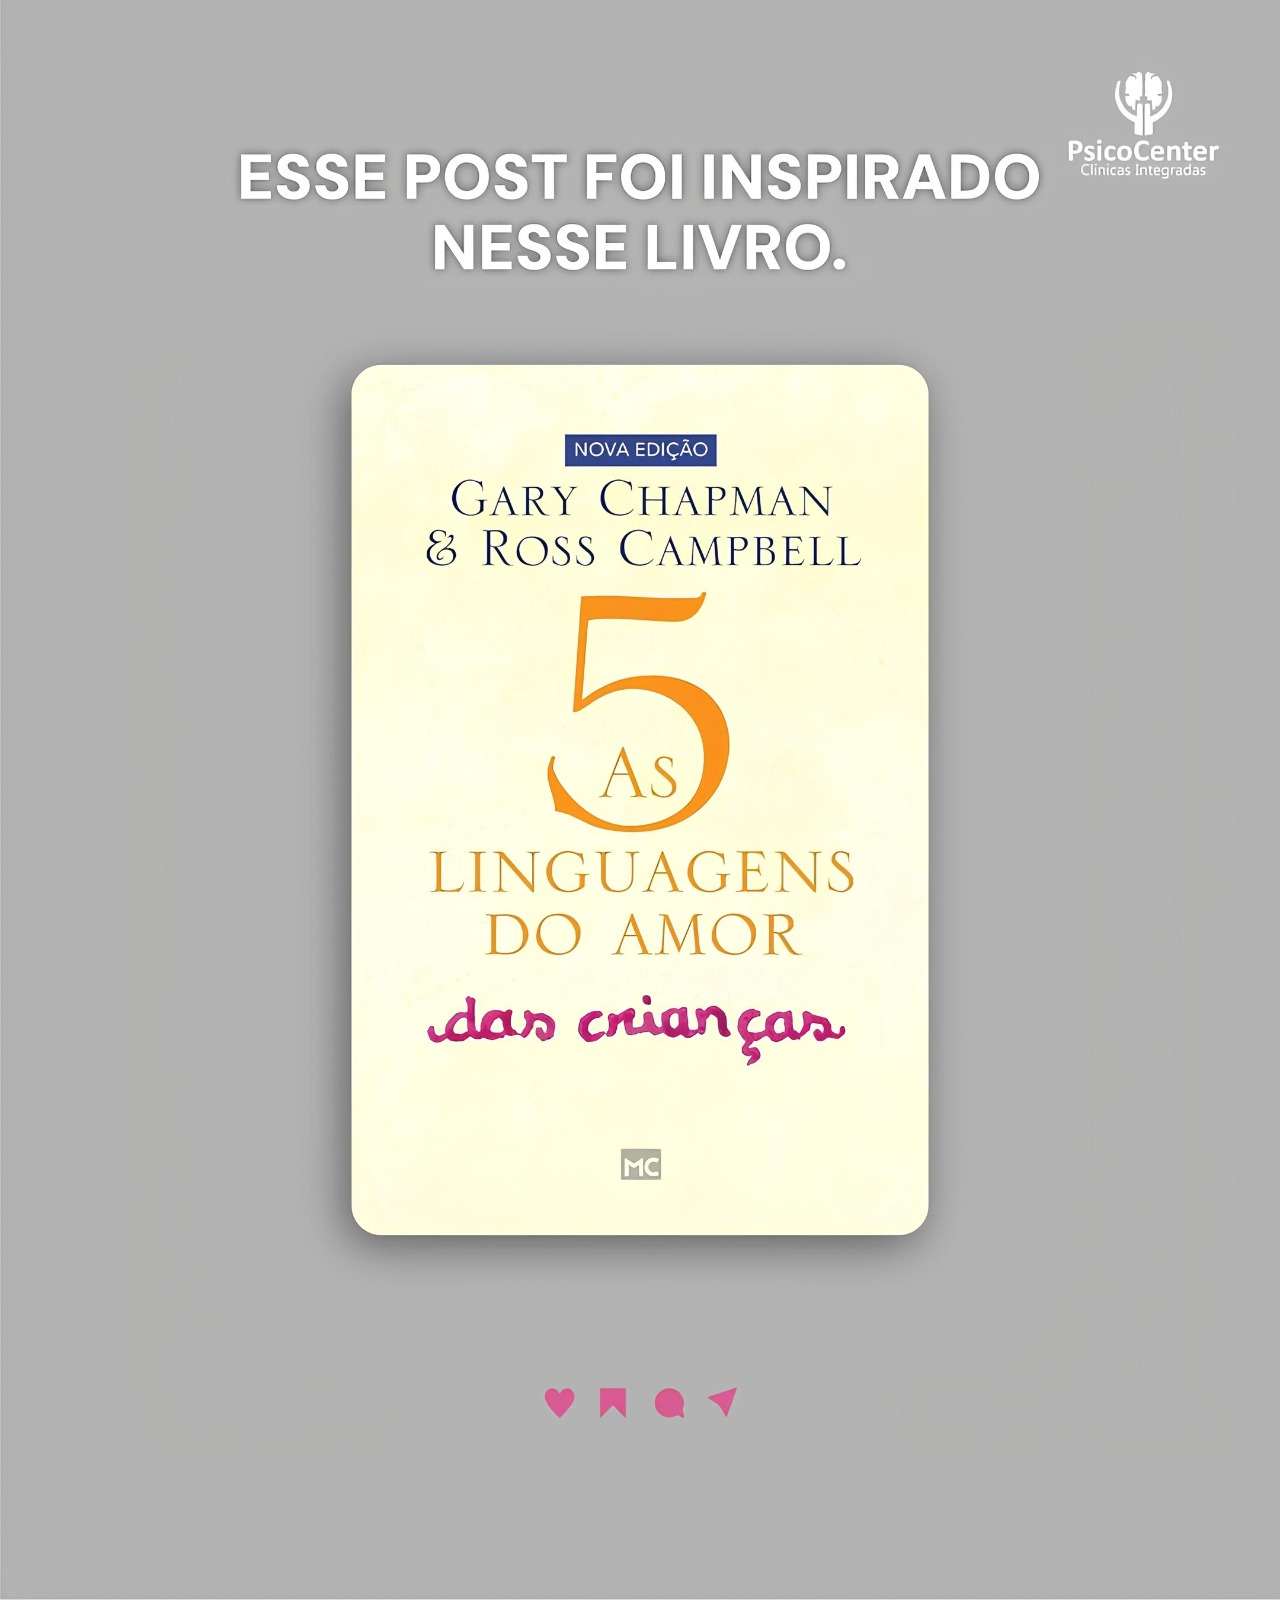 PsicoCenter
Clínicas Integradas
ESSE POST FOI INSPIRADO
NESSE LIVRO.
NOVA EDIÇÃO
GARY CHAPMAN
& ROSS CAMPBELL
5
AS
LINGUAGENS
DO AMOR
das crianças
MC